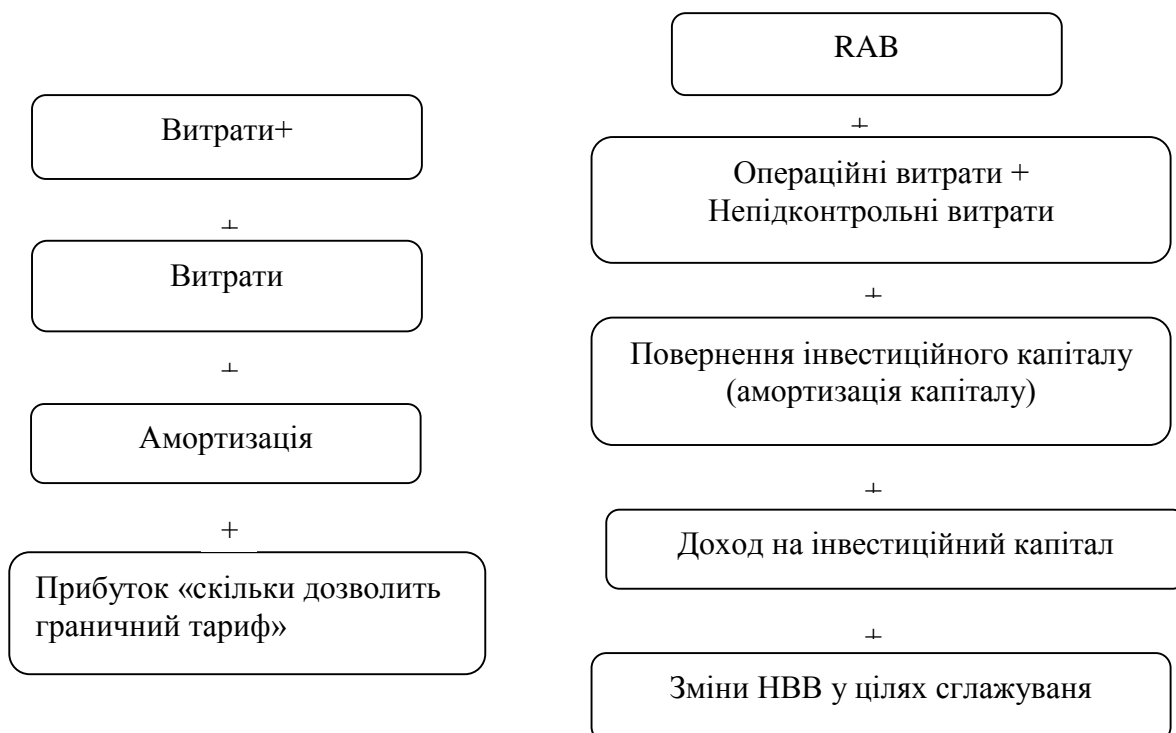 Витрати+
+
Витрати
+
Амортизація
+
Прибуток «скільки дозволить
граничний тариф»
RAB
+
Операційні витрати +
Непідконтрольні витрати
+
Повернення інвестиційного капіталу
(амортизація капіталу)
+
Доход на інвестиційний капітал
+
Зміни НВВ у цілях сглажуваня